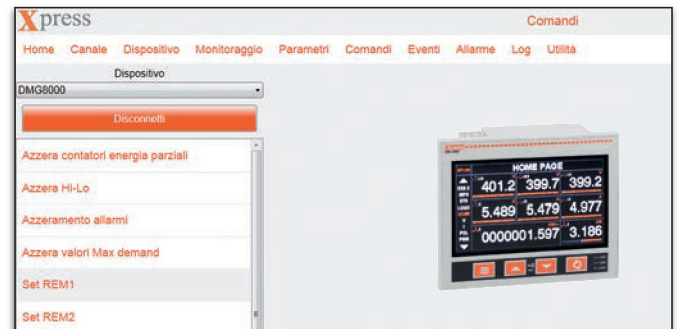 Xpress
Comandi
Home Canale Dispositivo Monitoraggio Parametri Comandi Eventi Allarme Log Utilità
Dispositivo
DMG8000
Disconnetti
Azzera contatori energia parziali
Azzera Hi-Lo
Azzeramento allarmi
Azzera valori Max demand
Set REM1
Set REM2
HOME PAGE
401.2 399.7 399.2
5.489 5.479 4.977
0000001.597 3.186